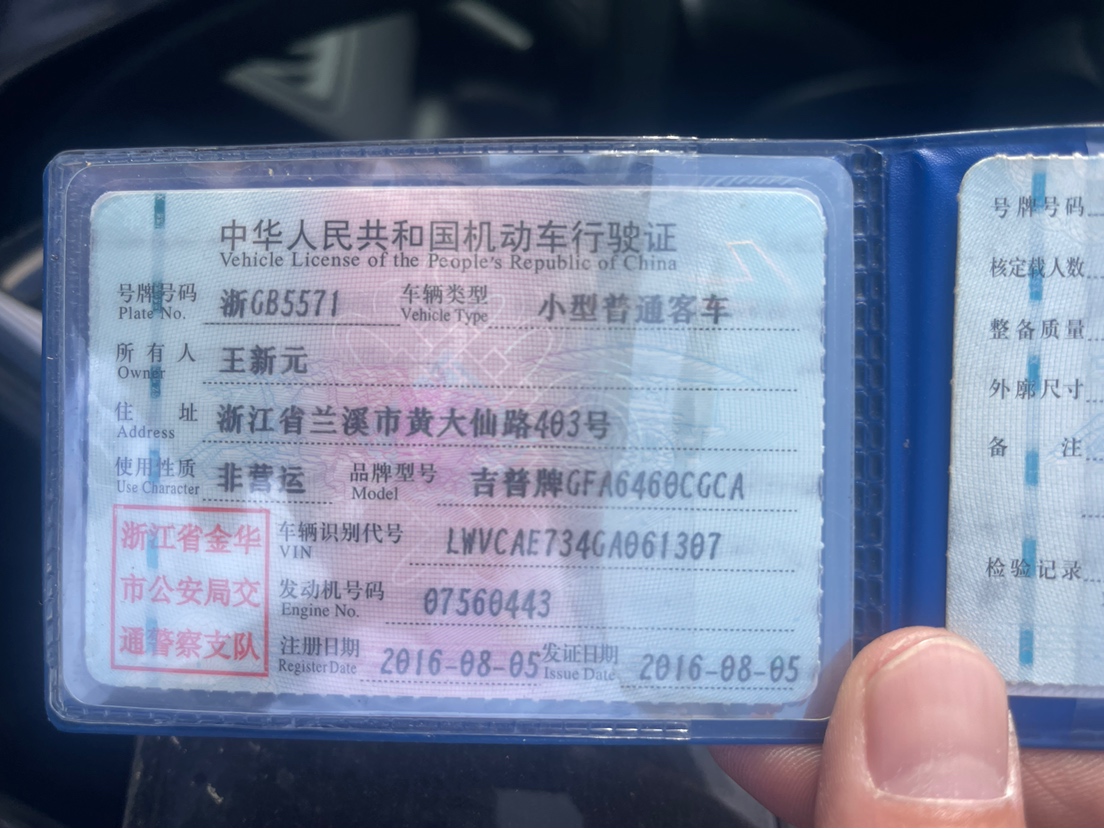 中华人民共和国机动车行驶证
Vehicle License of the People's Republic of China
号牌号码 浙GB5571 车辆类型 小型普通客车
Plate No. Vehicle Type
所有人 王新元
Owner
住址 浙江省兰溪市黄大仙路403号
Address
使用性质 非营运 品牌型号 吉普牌GFA6460CGCA
Use Character Model
浙江省金华
市公安局交
通警察支队
车辆识别代号 LWVCAE734GA061307
VIN
发动机号码 07560443
Engine No.
注册日期 2016-08-05 发证日期 2016-08-05
Register Date Issue Date
号牌号码
核定载人数
整备质量
外廓尺寸
备注
检验记录